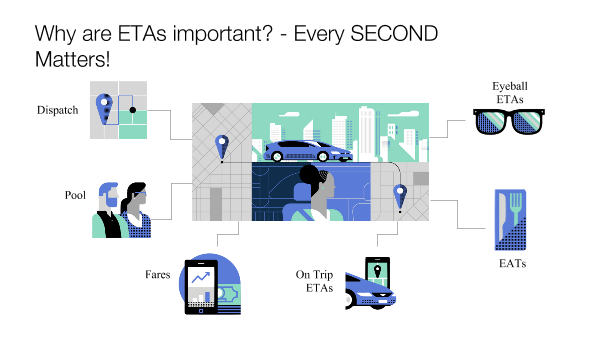 Why are ETAs important? - Every SECOND
Matters!
Dispatch
Eyeball
ETAs
Pool
EATs
Fares
On Trip
ETAs